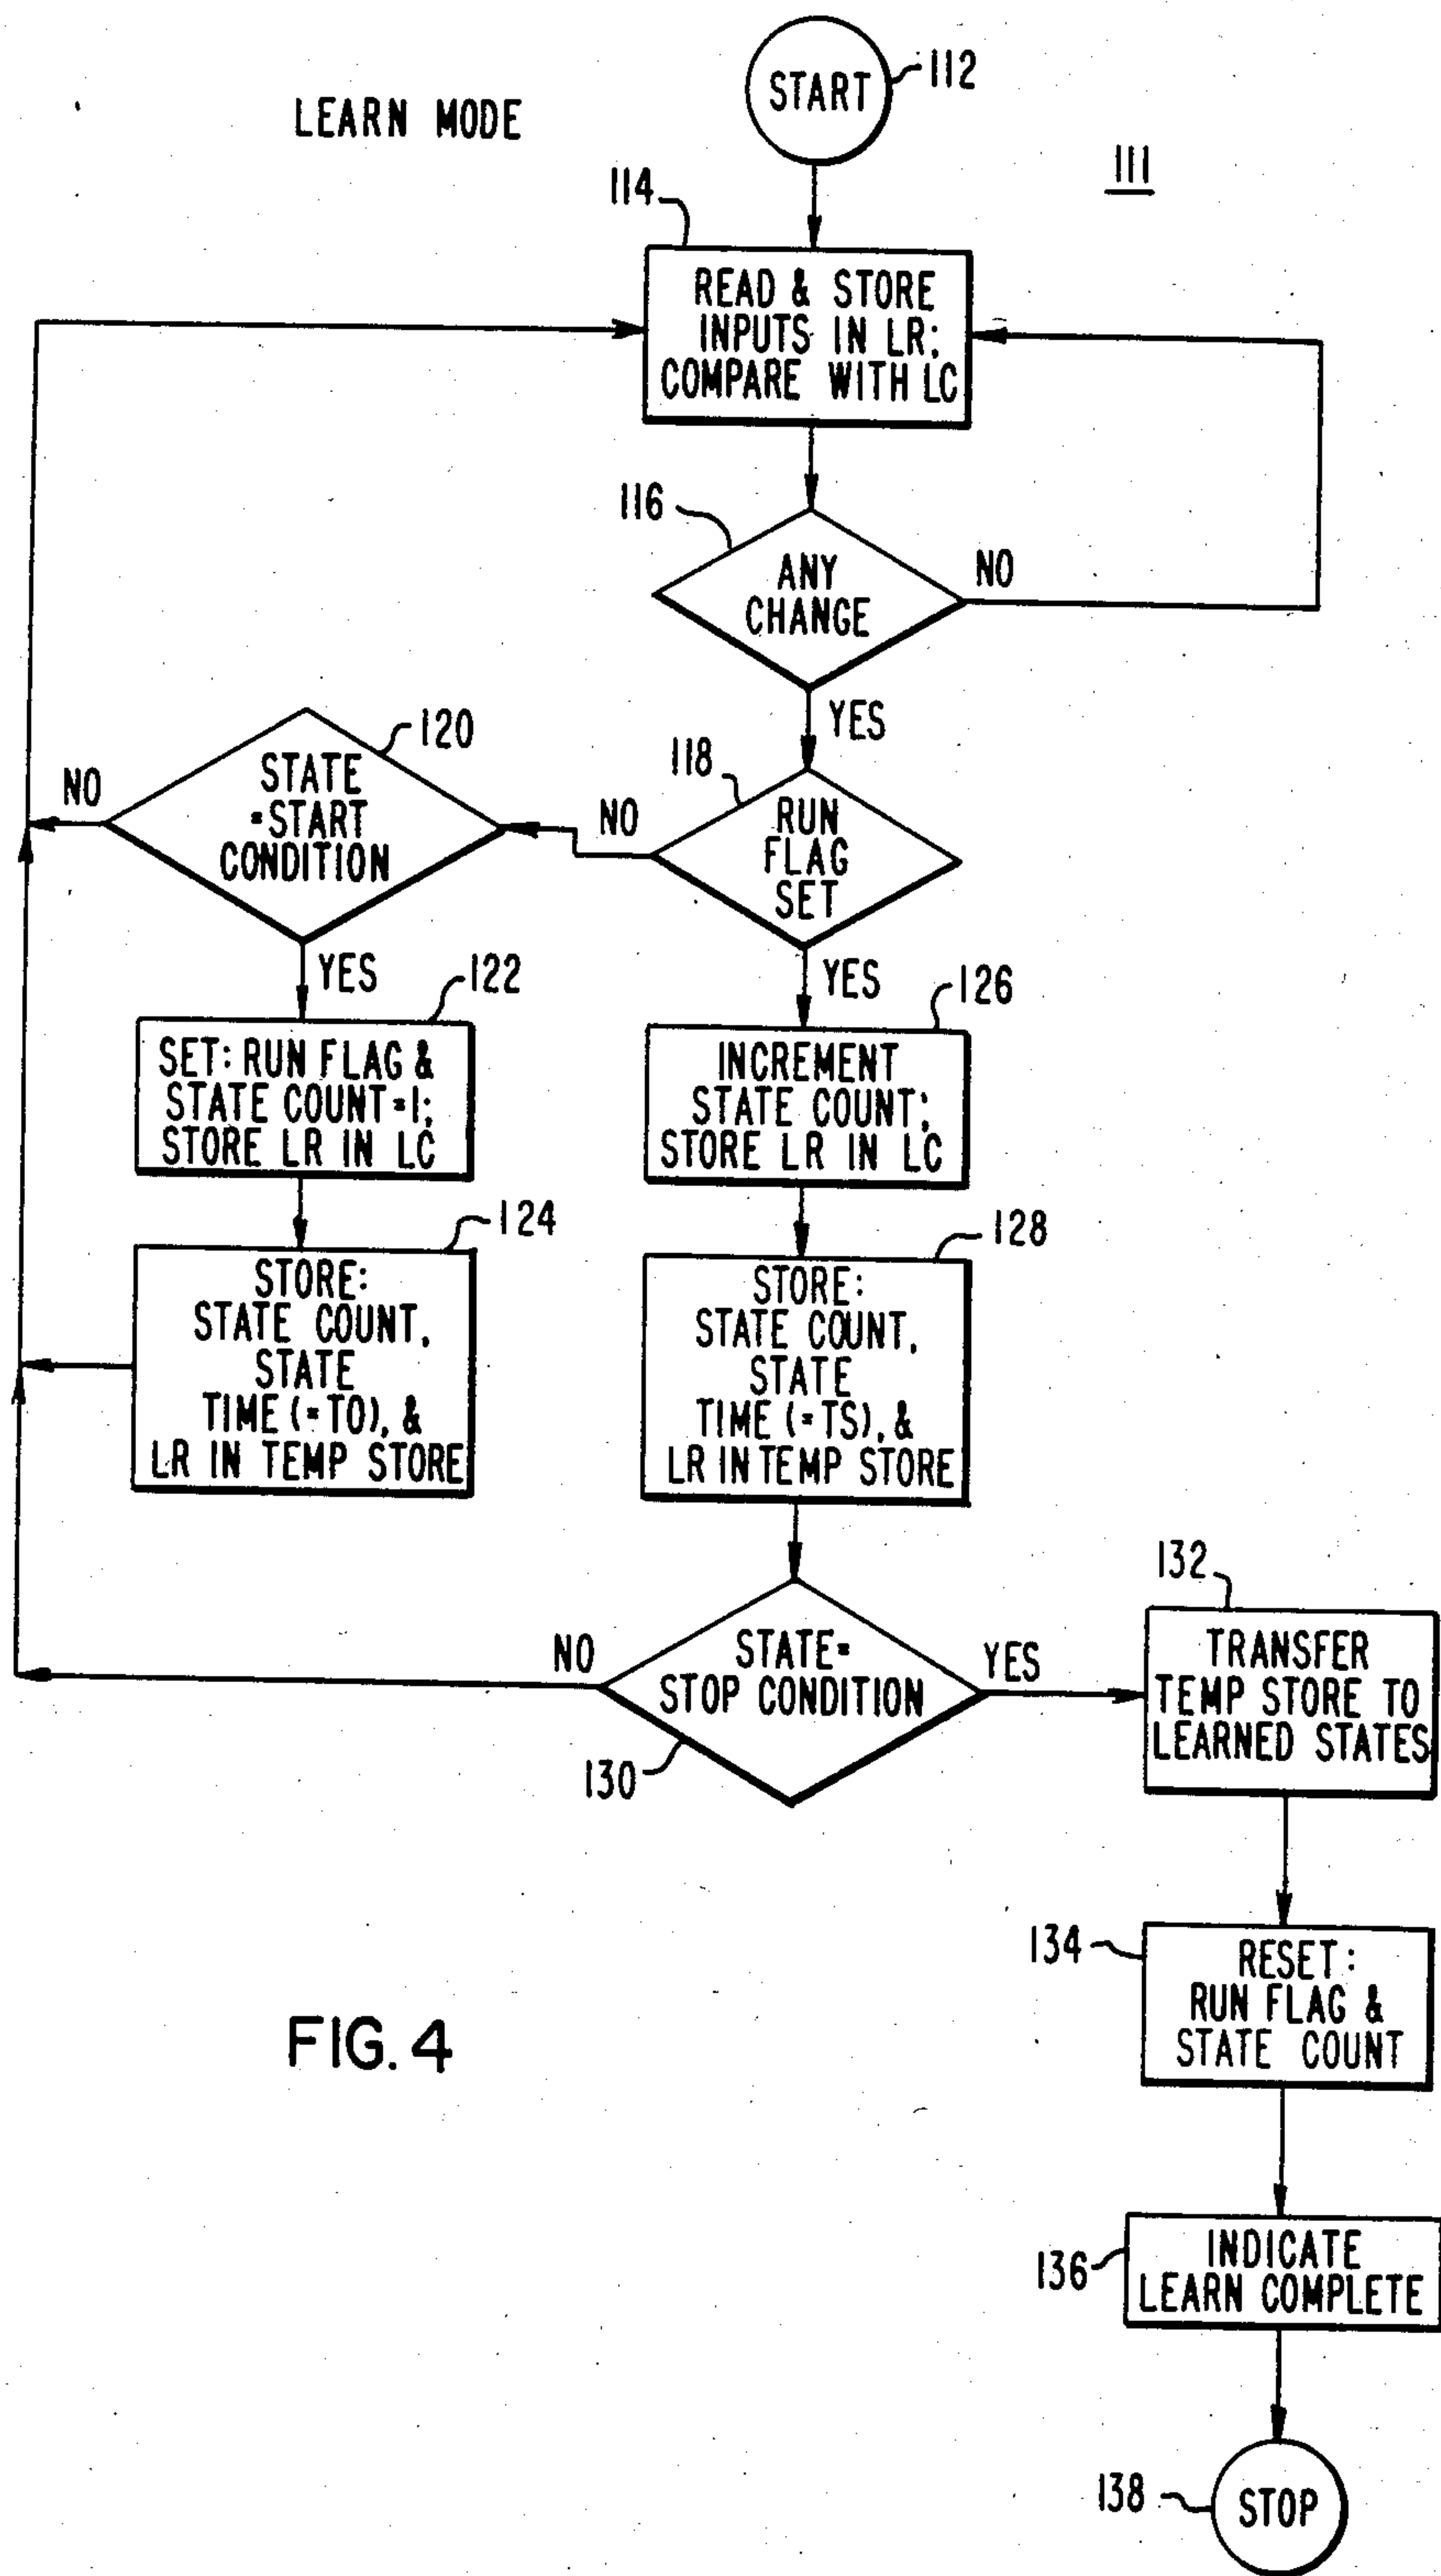 START
112
LEARN MODE
111
114
READ & STORE
INPUTS IN LR;
COMPARE WITH LC
116
ANY
CHANGE
NO
YES
120
STATE
=START
CONDITION
NO
118
RUN
FLAG
SET
NO
YES
YES
122
SET: RUN FLAG &
STATE COUNT=1;
STORE LR IN LC
126
INCREMENT
STATE COUNT;
STORE LR IN LC
124
STORE:
STATE COUNT,
STATE
TIME (=TO), &
LR IN TEMP STORE
128
STORE:
STATE COUNT,
STATE
TIME (=TS), &
LR IN TEMP STORE
NO
STATE=
STOP CONDITION
YES
130
132
TRANSFER
TEMP STORE TO
LEARNED STATES
134
RESET:
RUN FLAG &
STATE COUNT
FIG. 4
136
INDICATE
LEARN COMPLETE
138
STOP